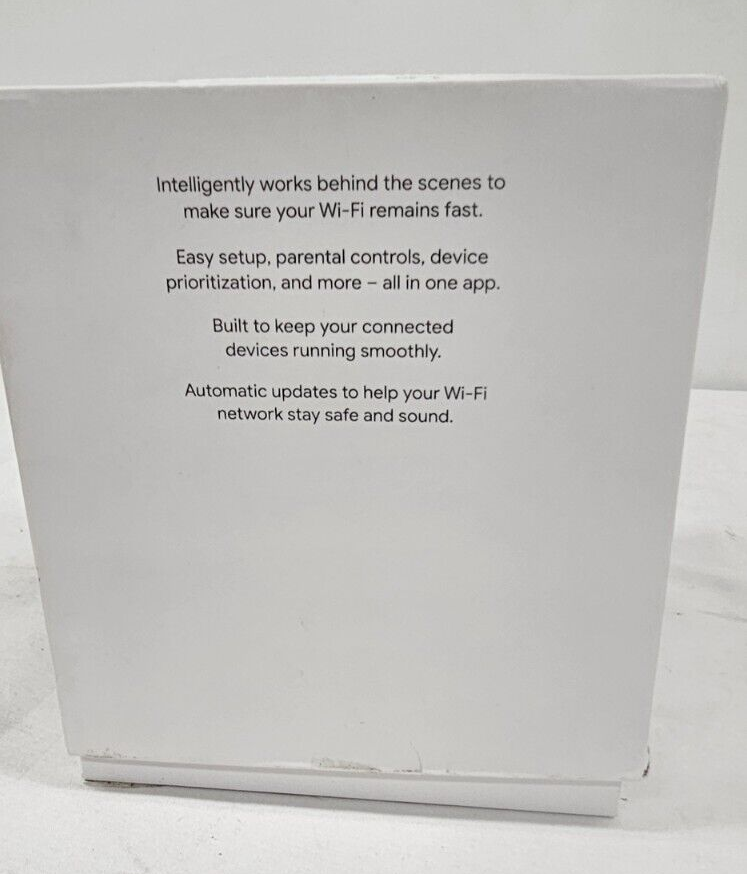 Intelligently works behind the scenes to
make sure your Wi-Fi remains fast.
Easy setup, parental controls, device
prioritization, and more – all in one app.
Built to keep your connected
devices running smoothly.
Automatic updates to help your Wi-Fi
network stay safe and sound.